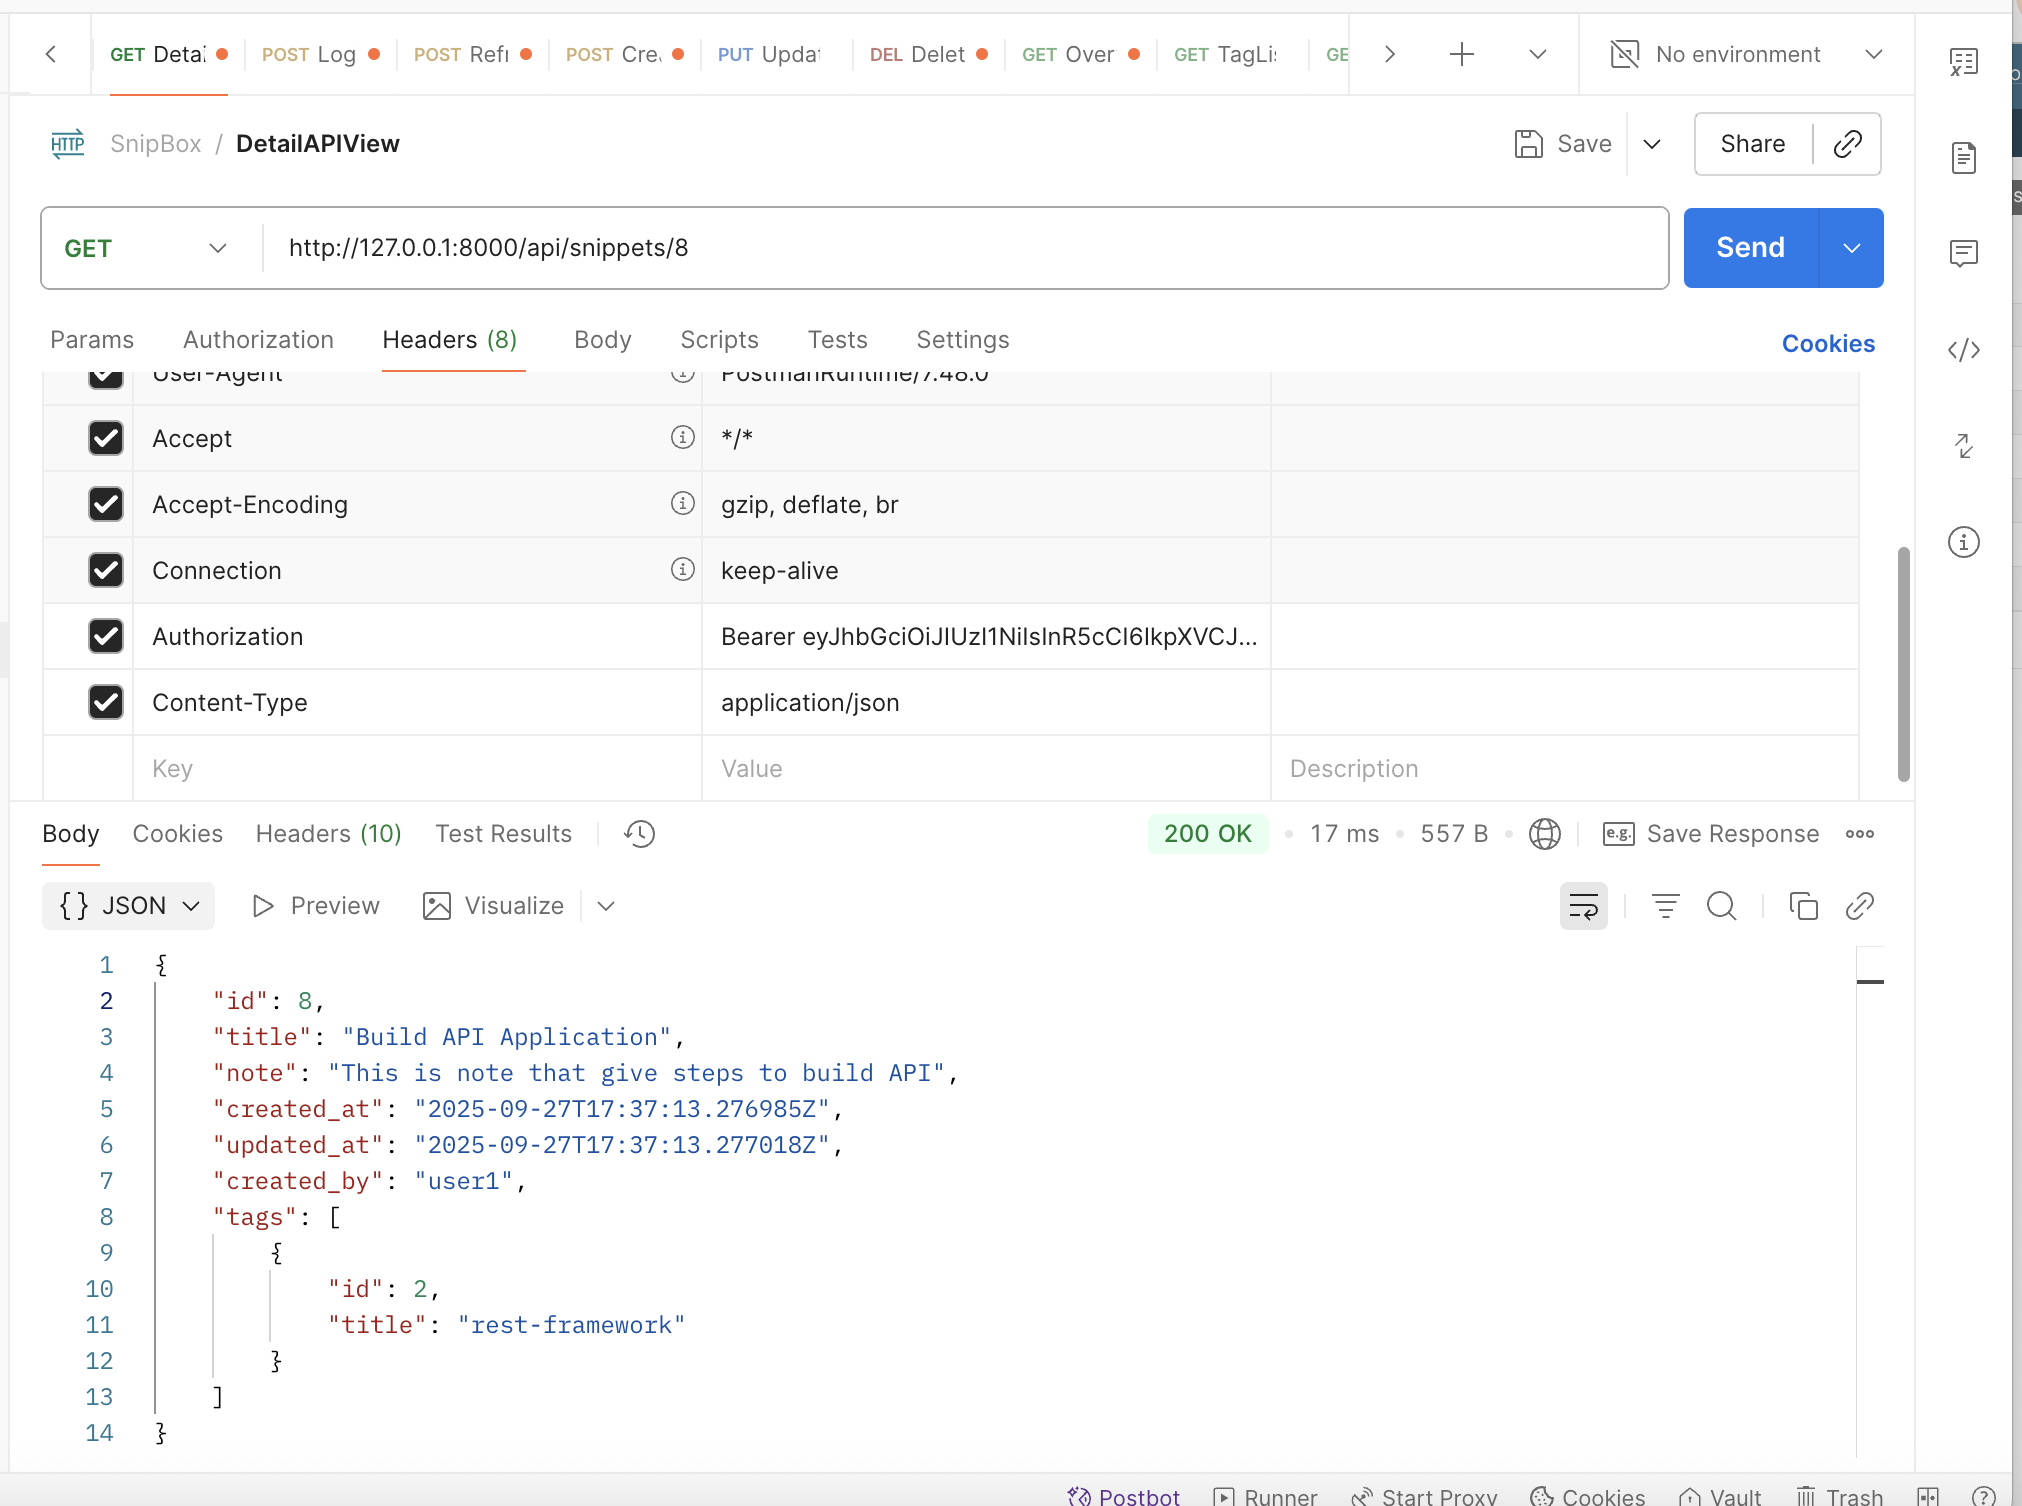 GET Detai POST Log POST Refr POST Cre. PUT Updat DEL Delet GET Over GET TagLis GE No environment
HTTP SnipBox / DetailAPIView Save Share
GET http://127.0.0.1:8000/api/snippets/8 Send
Params Authorization Headers (8) Body Scripts Tests Settings Cookies
User-Agent PostmanRuntime/7.48.0
Accept */*
Accept-Encoding gzip, deflate, br
Connection keep-alive
Authorization Bearer eyJhbGciOiJIUzI1NiIsInR5cCI6IkpXVCJ...
Content-Type application/json
Key Value Description
Body Cookies Headers (10) Test Results 200 OK • 17 ms • 557 B • e.g. Save Response
{} JSON Preview Visualize
1 {
2 "id": 8,
3 "title": "Build API Application",
4 "note": "This is note that give steps to build API",
5 "created_at": "2025-09-27T17:37:13.276985Z",
6 "updated_at": "2025-09-27T17:37:13.277018Z",
7 "created_by": "user1",
8 "tags": [
9 {
10 "id": 2,
11 "title": "rest-framework"
12 }
13 ]
14 }
Postbot Runner Start Proxy Cookies Vault Trash